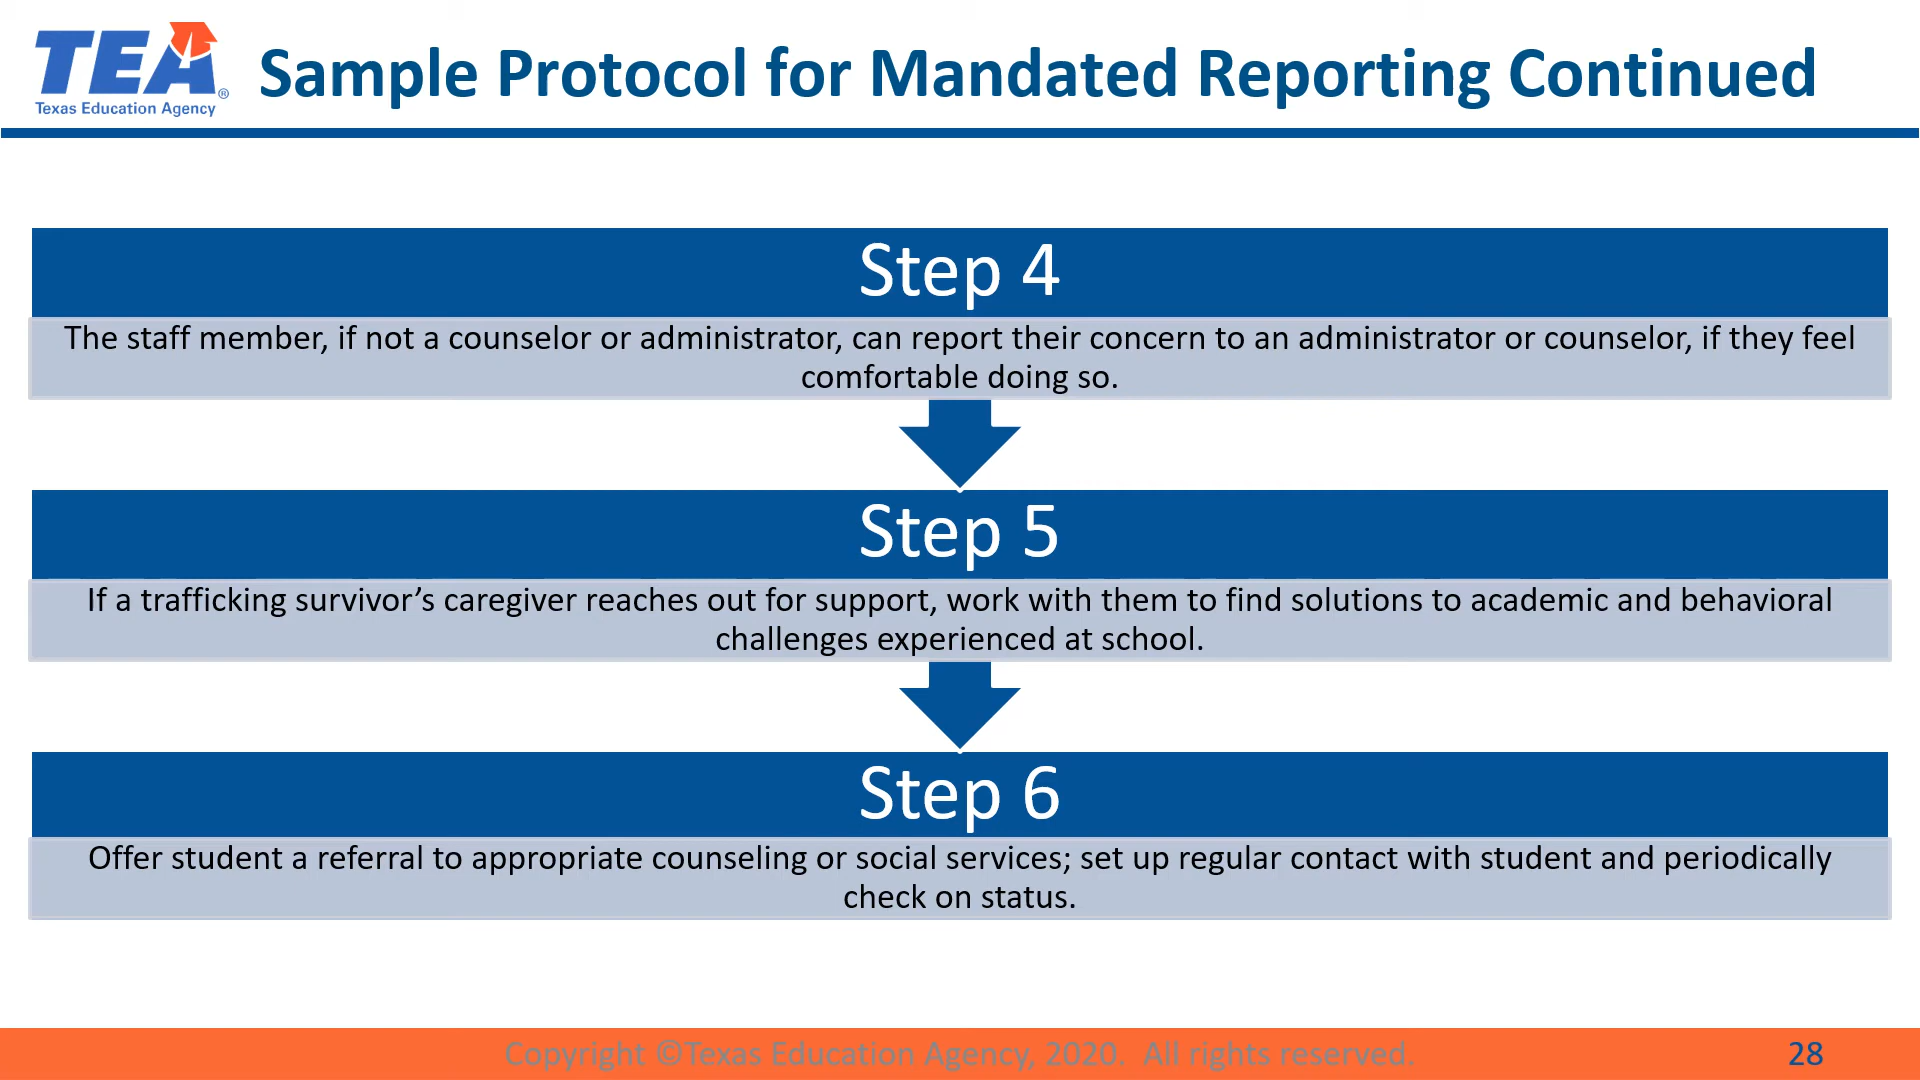 TEA®
Texas Education Agency
Sample Protocol for Mandated Reporting Continued
Step 4
The staff member, if not a counselor or administrator, can report their concern to an administrator or counselor, if they feel
comfortable doing so.
Step 5
If a trafficking survivor’s caregiver reaches out for support, work with them to find solutions to academic and behavioral
challenges experienced at school.
Step 6
Offer student a referral to appropriate counseling or social services; set up regular contact with student and periodically
check on status.
Copyright ©Texas Education Agency, 2020.  All rights reserved.
28